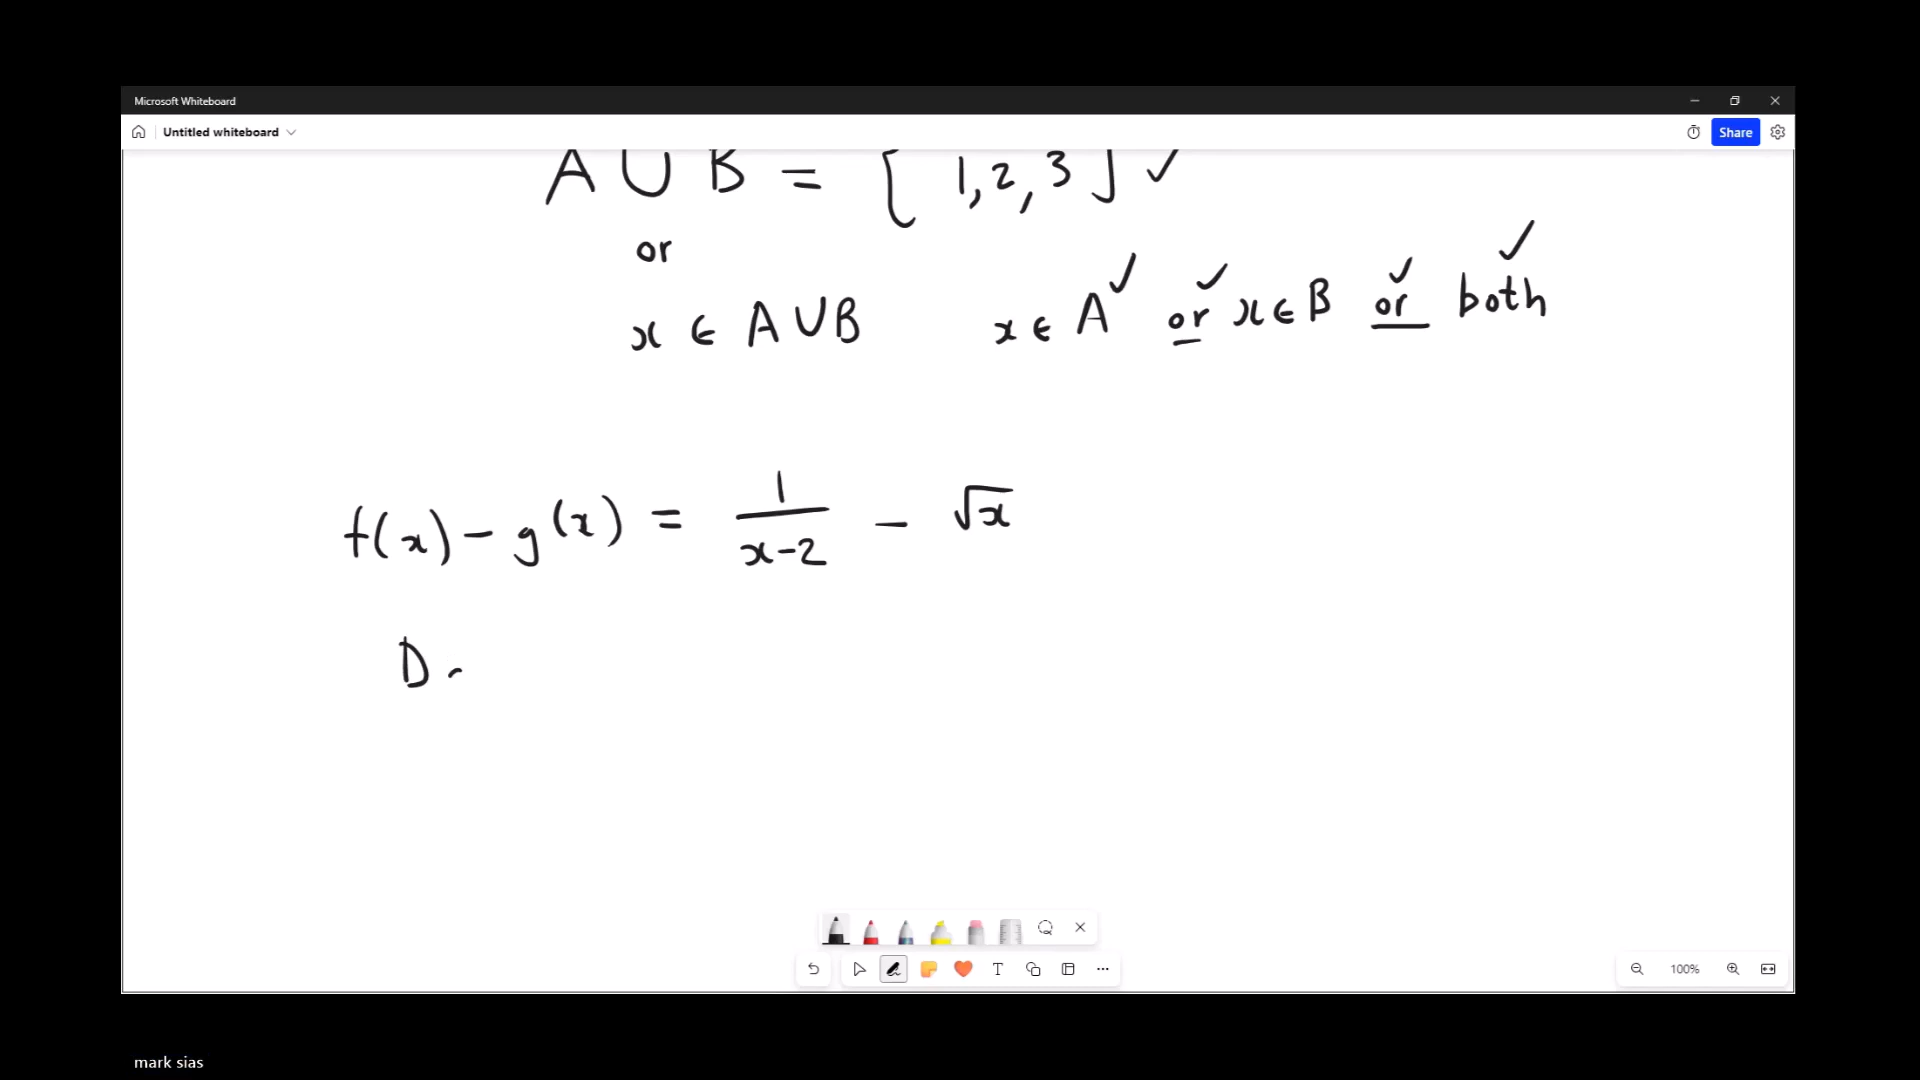 Microsoft Whiteboard
Untitled whiteboard
Share
A ∪ B = [ 1, 2, 3 ] ✓
or
x ∈ A ∪ B x ∈ A ✓ or ✓ x ∈ B or ✓ both ✓
f(x) - g(x) = 1/(x-2) - √x
D
100%
mark sias